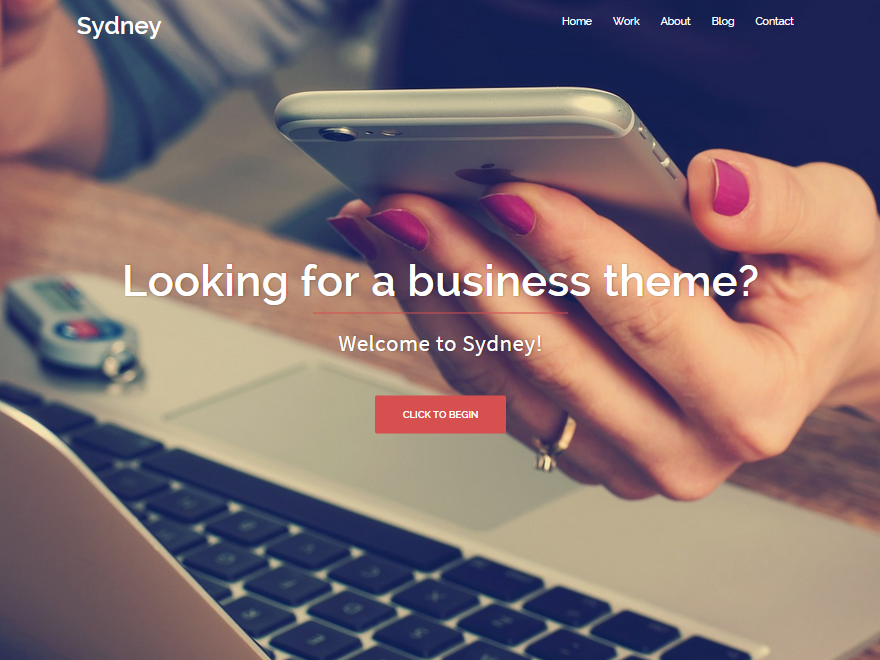 Sydney
Home Work About Blog Contact
Looking for a business theme?
Welcome to Sydney!
CLICK TO BEGIN